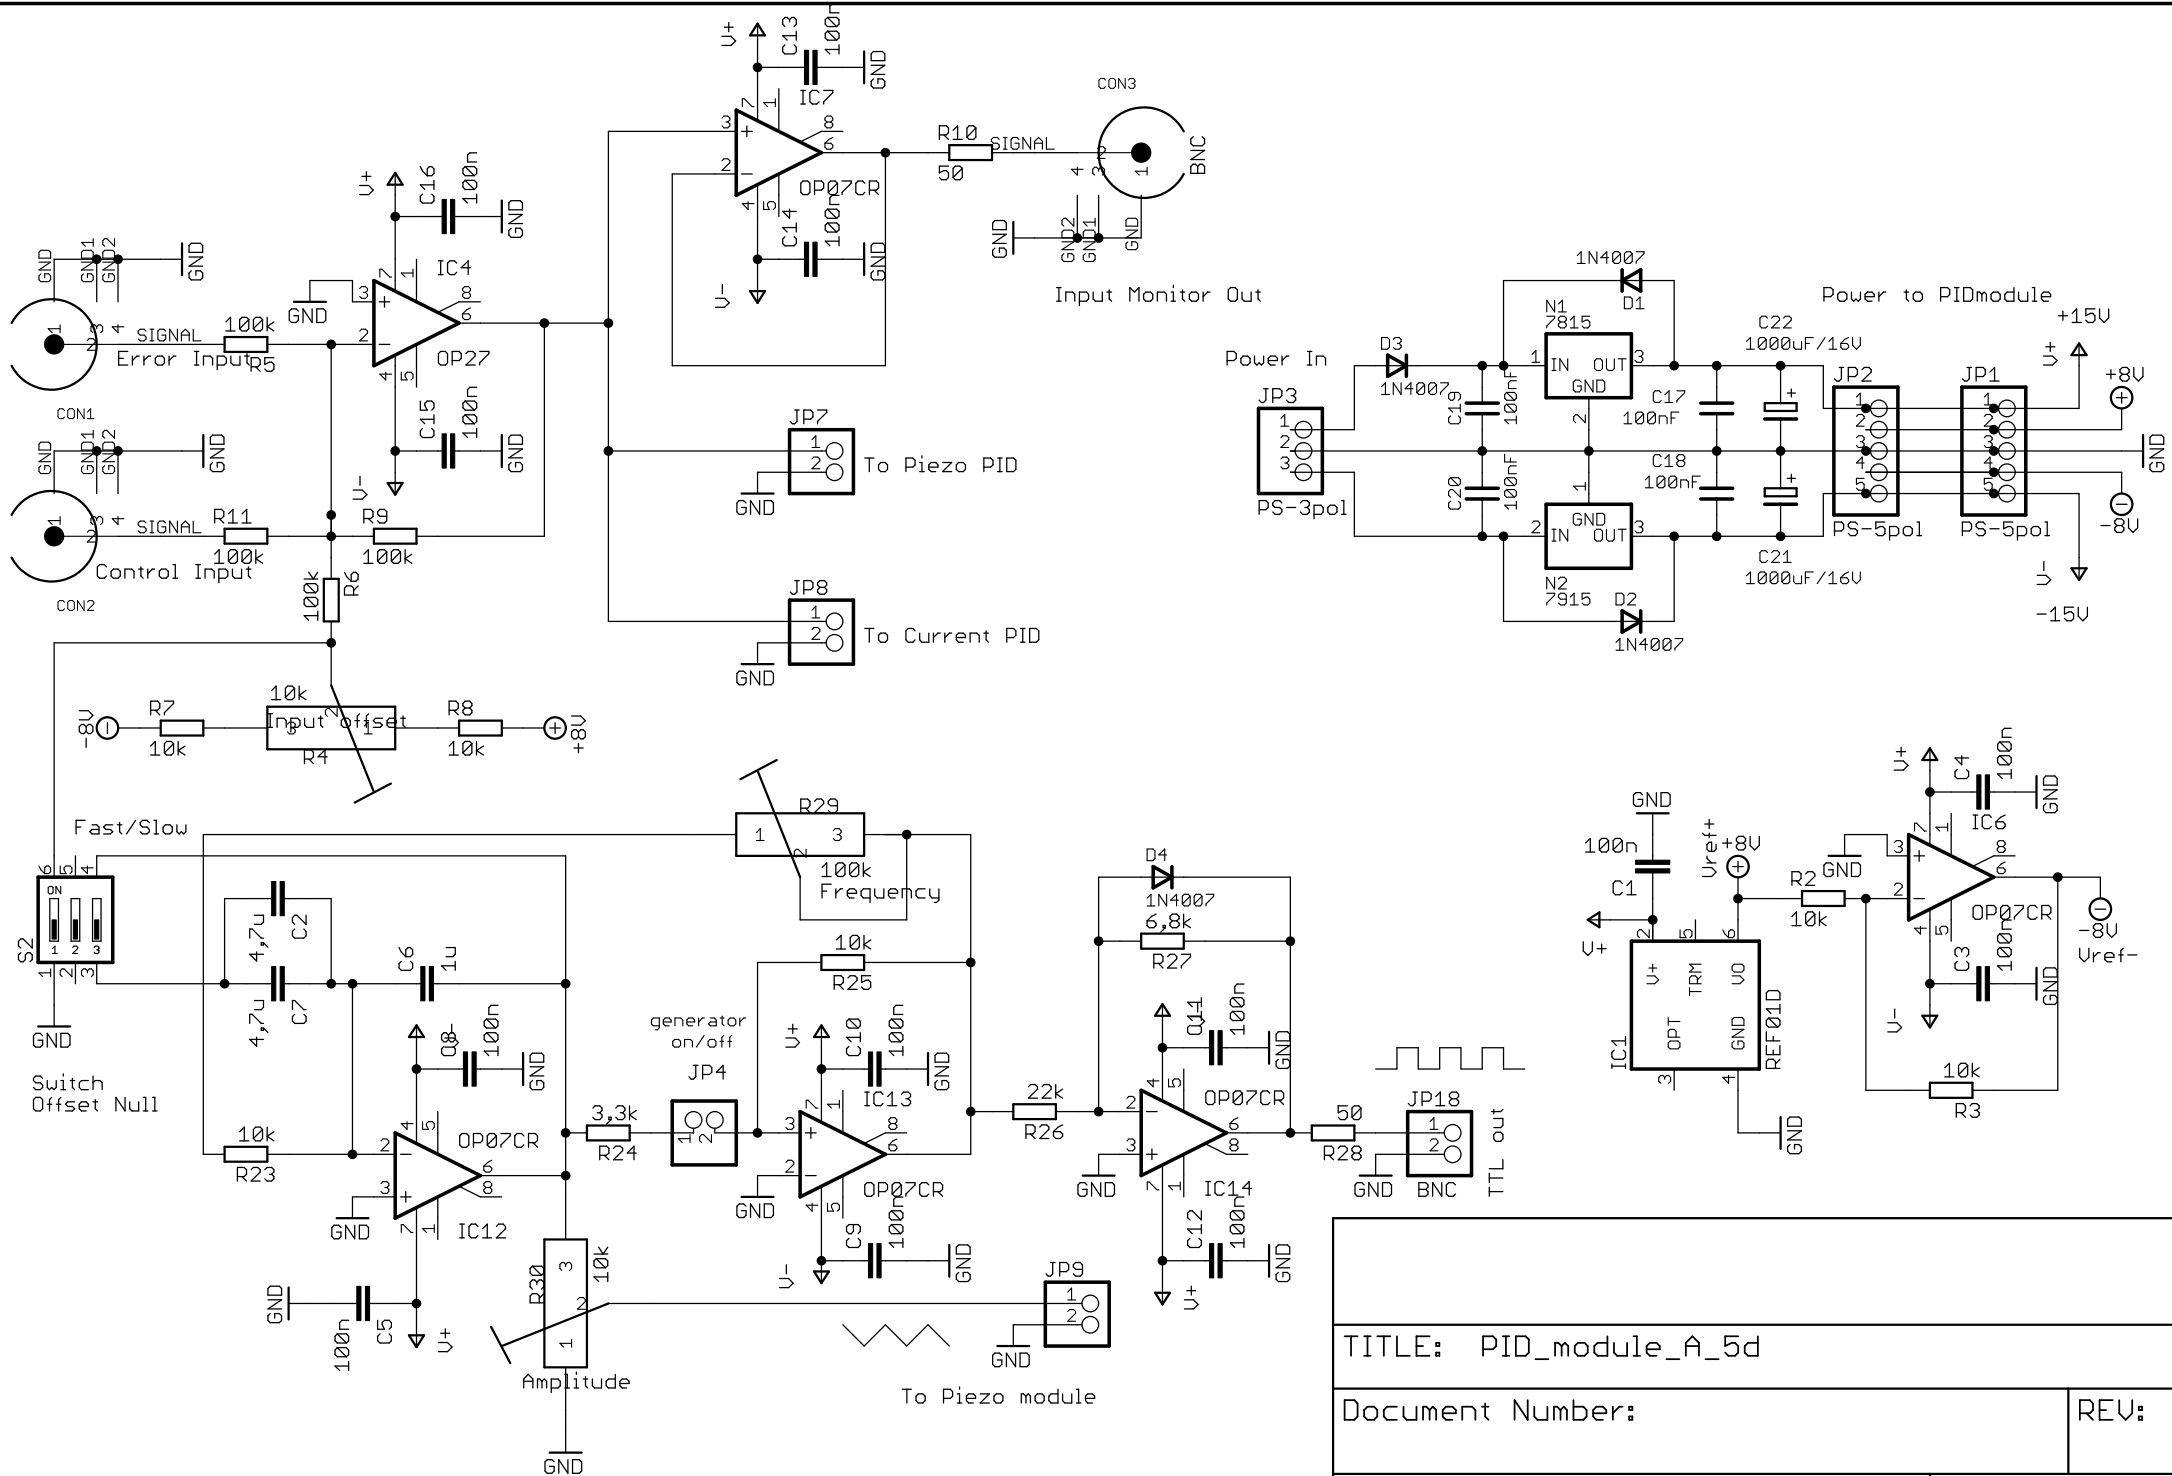 V+
C13
100n
GND
IC7
7
1
3
+
8
6
2
−
4
5
OP07CR
C14
100n
GND
V-
R10
50
SIGNAL
CON3
BNC
4
3
2
1
GND
GND2
GND1
GND
Input Monitor Out
V+
C16
100n
GND
IC4
7
1
3
+
8
6
2
−
4
5
OP27
GND
C15
100n
GND
V-
GND
GND1
GND2
GND
1
2
3
4
SIGNAL
100k
R5
Error Input
CON1
GND
GND1
GND2
GND
1
2
3
4
SIGNAL
R11
100k
Control Input
CON2
R9
100k
100k
R6
JP7
1
2
To Piezo PID
GND
JP8
1
2
To Current PID
GND
-8V
R7
10k
10k
Input offset
3
2
1
R4
R8
10k
+8V
1N4007
D1
N1
7815
1
IN
OUT
3
GND
2
Power to PIDmodule
Power In
D3
1N4007
JP3
1
2
3
PS-3pol
C19
100nF
C20
100nF
C17
100nF
C18
100nF
C22
1000uF/16V
+
+
C21
1000uF/16V
1
GND
2
IN
OUT
3
N2
7915
D2
1N4007
JP2
1
2
3
4
5
PS-5pol
JP1
1
2
3
4
5
PS-5pol
+15V
V+
+8V
GND
-8V
V-
-15V
Fast/Slow
6
5
4
ON
1
2
3
S2
1
2
3
GND
Switch
Offset Null
4,7u
C2
4,7u
C7
C6
1u
C8
V-
100n
GND
10k
R23
2
−
3
+
4
5
6
8
7
1
OP07CR
IC12
GND
GND
100n
C5
V+
R29
1
3
2
100k
Frequency
10k
R25
generator
on/off
JP4
1
2
3,3k
R24
V+
C10
100n
GND
IC13
7
1
3
+
8
6
2
−
4
5
OP07CR
GND
C9
100n
GND
V-
R30
3
2
1
10k
Amplitude
GND
JP9
1
2
GND
To Piezo module
22k
R26
D4
1N4007
6,8k
R27
C11
V-
100n
GND
4
5
2
−
3
+
6
8
7
1
OP07CR
IC14
GND
C12
100n
GND
V+
50
R28
JP18
1
2
BNC
GND
TTL out
GND
100n
C1
V+
Vref+
+8V
2
5
6
V+
TRM
VO
OPT
GND
3
4
IC1
REF01D
GND
R2
10k
V+
C4
100n
GND
IC6
7
1
3
+
8
6
2
−
4
5
OP07CR
GND
C3
100n
GND
V-
-8V
Vref-
10k
R3
TITLE: PID_module_A_5d
Document Number:
REV: